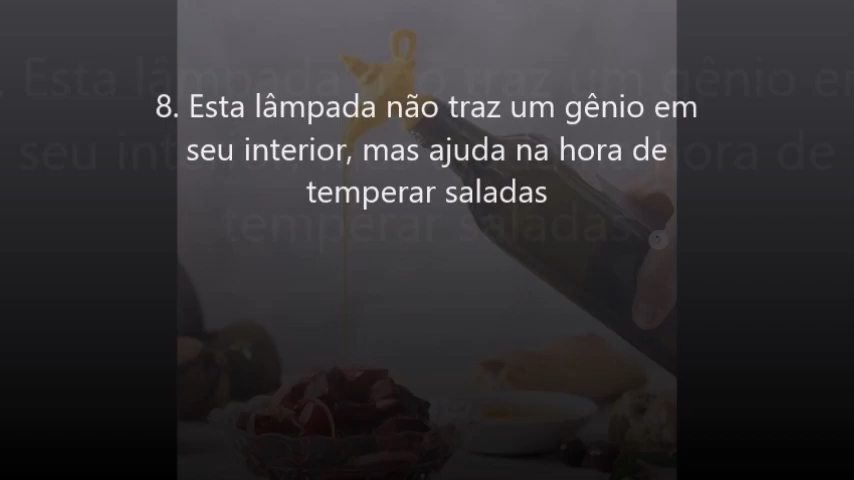 8. Esta lâmpada não traz um gênio em
seu interior, mas ajuda na hora de
temperar saladas